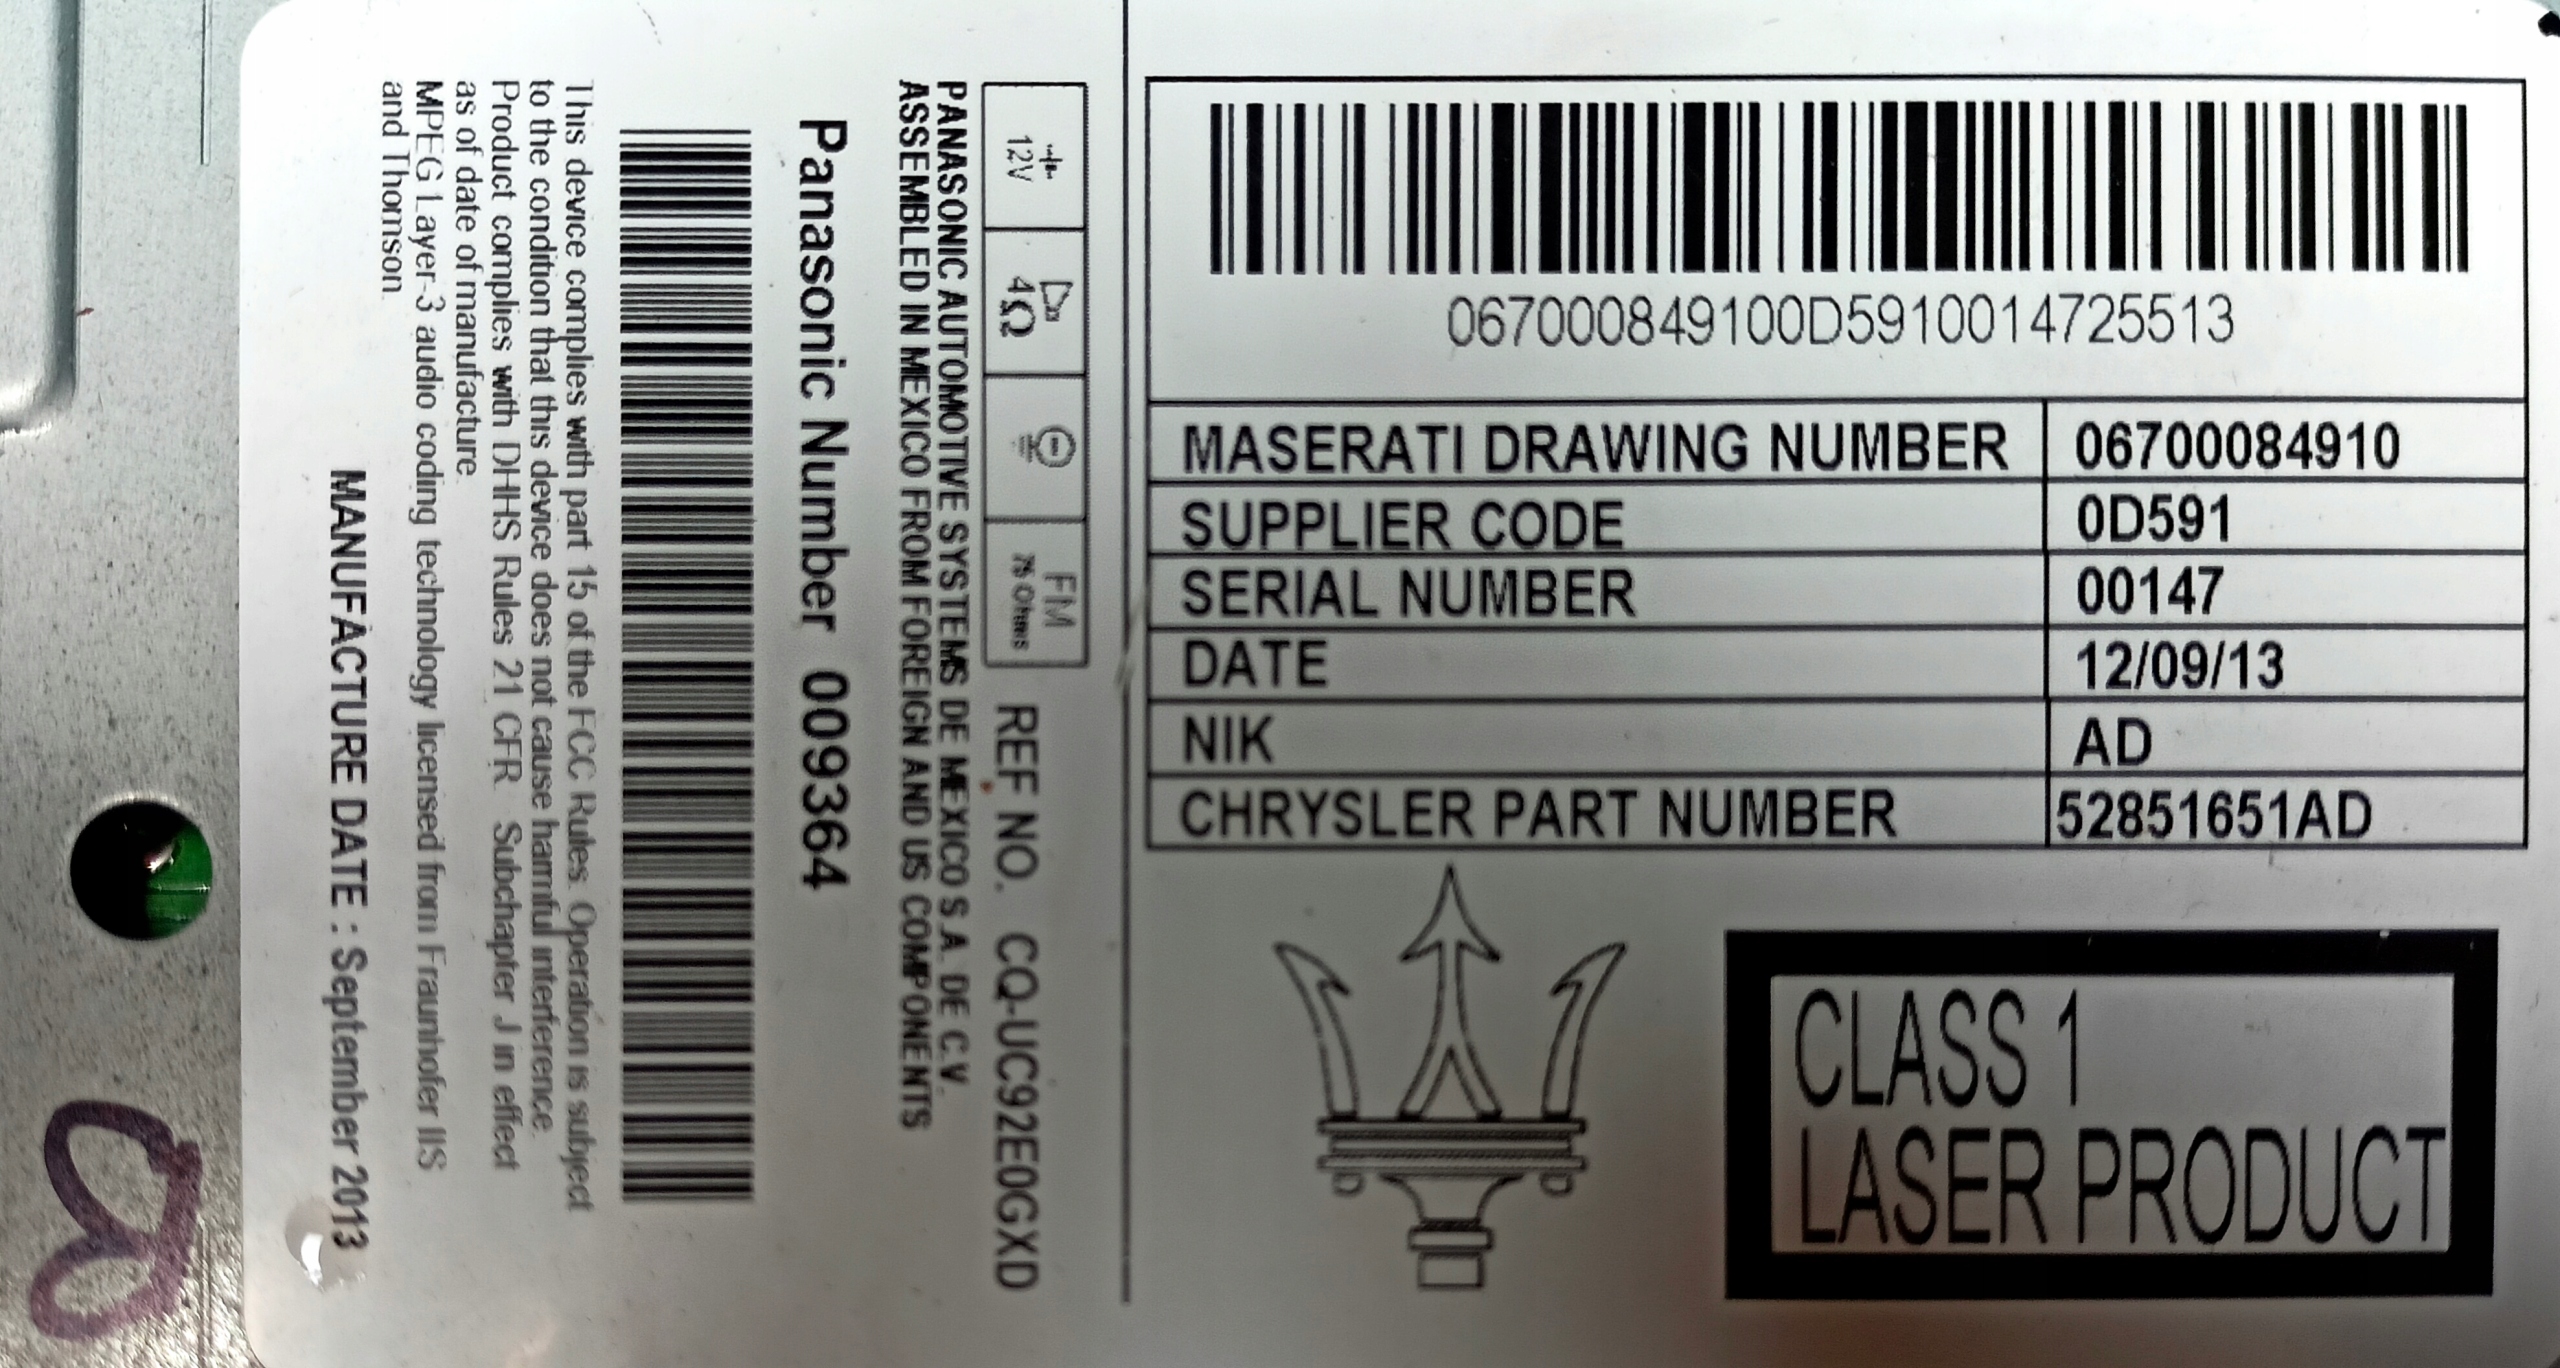 067000849100D5910014725513
MASERATI DRAWING NUMBER 06700084910
SUPPLIER CODE 0D591
SERIAL NUMBER 00147
DATE 12/09/13
NIK AD
CHRYSLER PART NUMBER 52851651AD
CLASS 1
LASER PRODUCT
12V
4Ω
FM
75 Ohms
REF NO. CQ-UC92E0GXD
PANASONIC AUTOMOTIVE SYSTEMS DE MEXICO S.A. DE C.V.
ASSEMBLED IN MEXICO FROM FOREIGN AND US COMPONENTS
Panasonic Number 009364
This device complies with part 15 of the FCC Rules. Operation is subject
to the condition that this device does not cause harmful interference.
Product complies with DHHS Rules 21 CFR Subchapter J in effect
as of date of manufacture.
MPEG Layer-3 audio coding technology licensed from Fraunhofer IIS
and Thomson.
MANUFACTURE DATE : September 2013